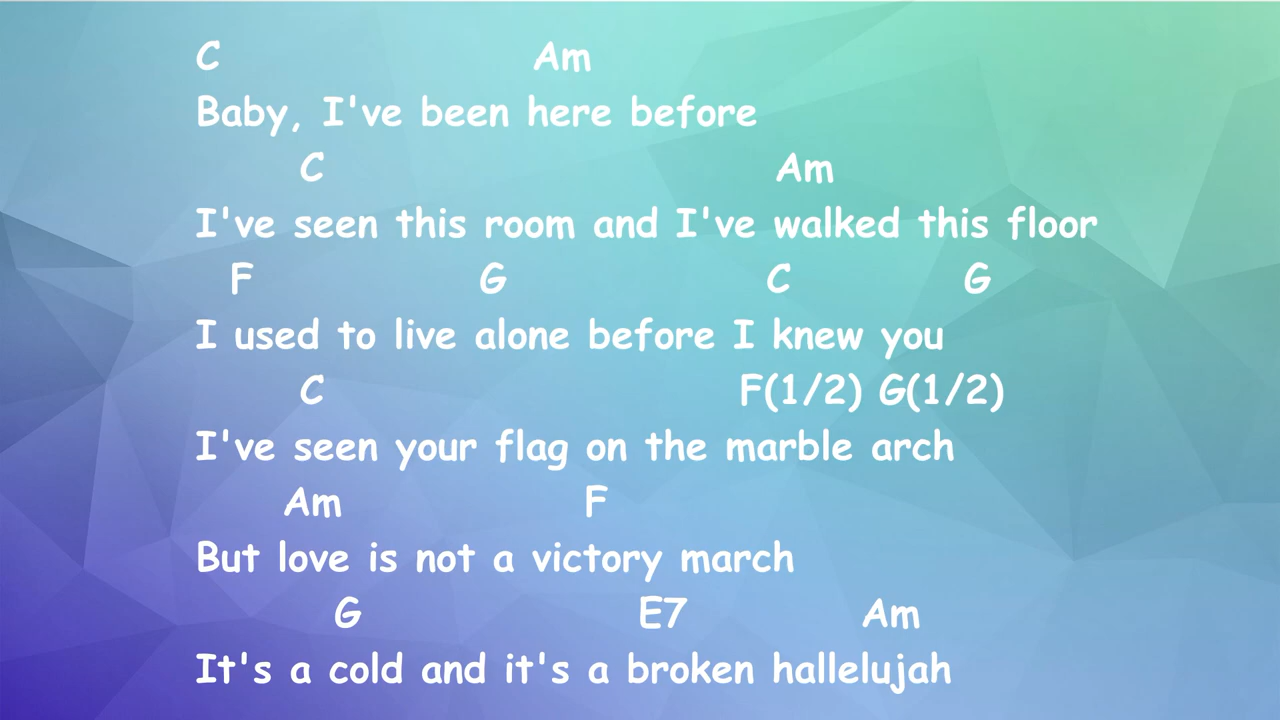 C Am
Baby, I've been here before
C Am
I've seen this room and I've walked this floor
F G C G
I used to live alone before I knew you
C F(1/2) G(1/2)
I've seen your flag on the marble arch
Am F
But love is not a victory march
G E7 Am
It's a cold and it's a broken hallelujah